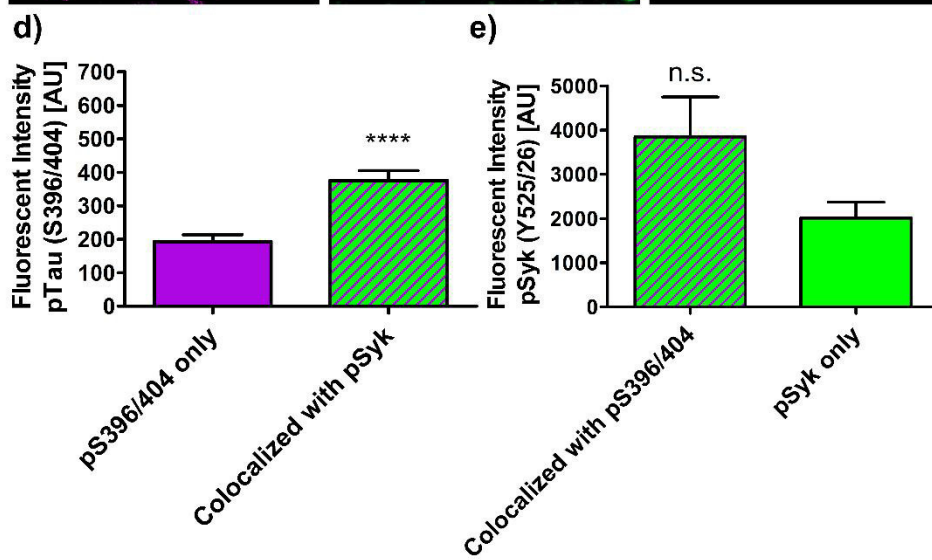 d)
Fluorescent Intensity
pTau (S396/404) [AU]
700
600
500
400
300
200
100
0
****
pS396/404 only
Colocalized with pSyk
e)
Fluorescent Intensity
pSyk (Y525/26) [AU]
5000
4000
3000
2000
1000
0
n.s.
Colocalized with pS396/404
pSyk only